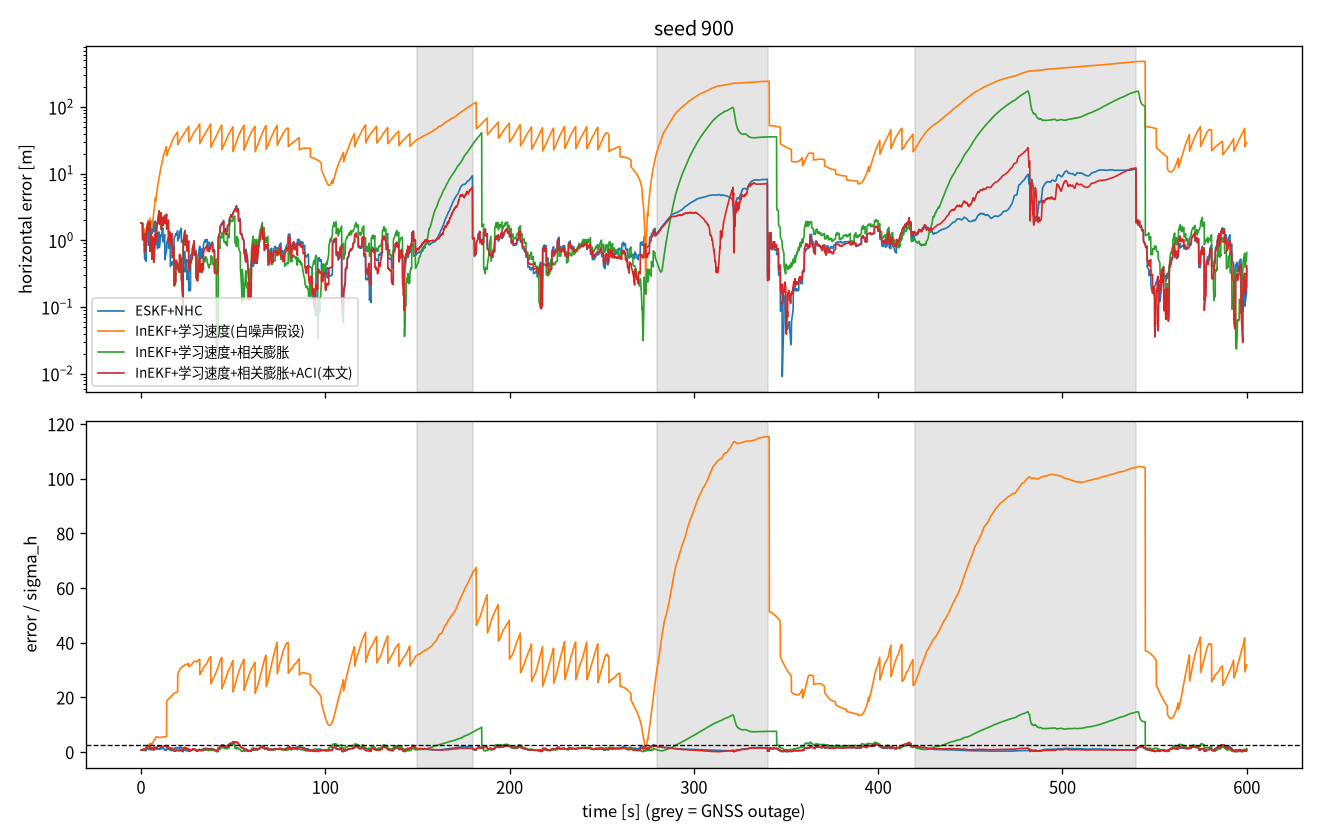 seed 900
horizontal error [m]
10²
10¹
10⁰
10⁻¹
10⁻²
ESKF+NHC
InEKF+学习速度(白噪声假设)
InEKF+学习速度+相关膨胀
InEKF+学习速度+相关膨胀+ACI(本文)
error / sigma_h
120
100
80
60
40
20
0
0 100 200 300 400 500 600
time [s] (grey = GNSS outage)